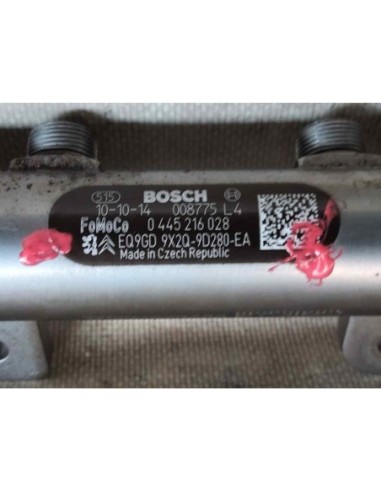 515 BOSCH
10-10-14 008775 L4
FoMoCo 0 445 216 028
EQ9GD 9X2Q-9D280-EA
Made in Czech Republic